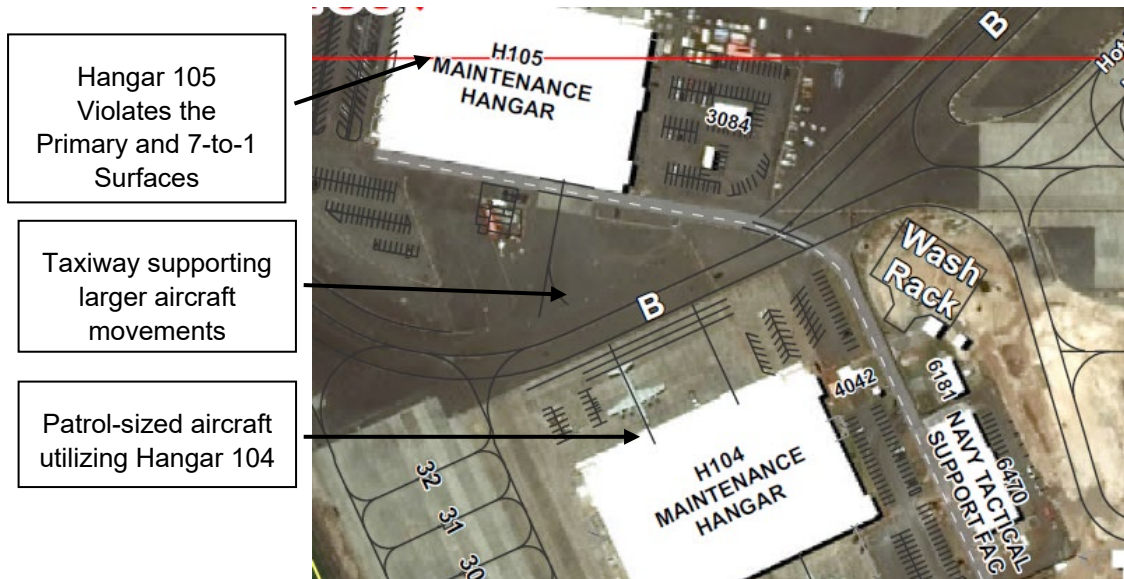 Hangar 105
Violates the
Primary and 7-to-1
Surfaces
Taxiway supporting
larger aircraft
movements
Patrol-sized aircraft
utilizing Hangar 104
H105
MAINTENANCE
HANGAR
3084
B
Wash
Rack
B
4042
6181
H104
MAINTENANCE
HANGAR
NAVY TACTICAL
SUPPORT FAC
6470
32
31
30